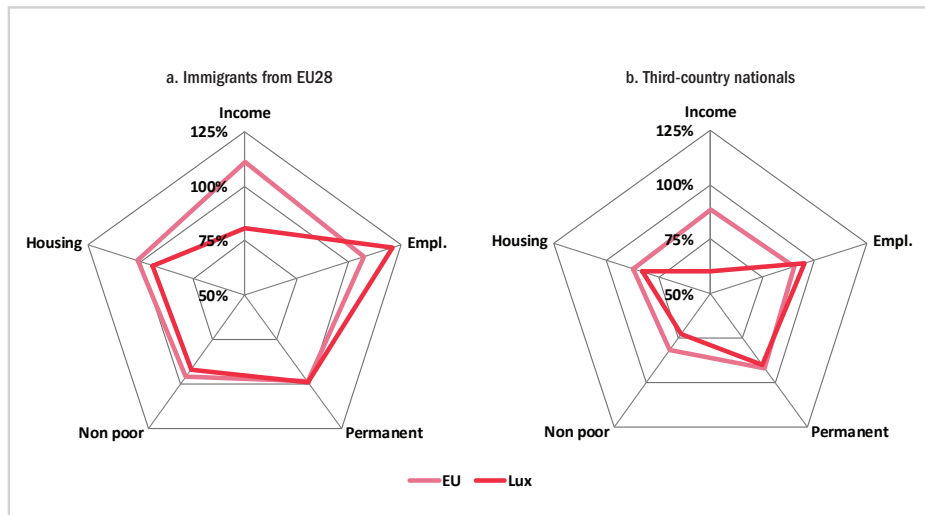 a. Immigrants from EU28
Income
125%
100%
75%
50%
Housing
Empl.
Non poor
Permanent
b. Third-country nationals
Income
125%
100%
75%
50%
Housing
Empl.
Non poor
Permanent
EU
Lux